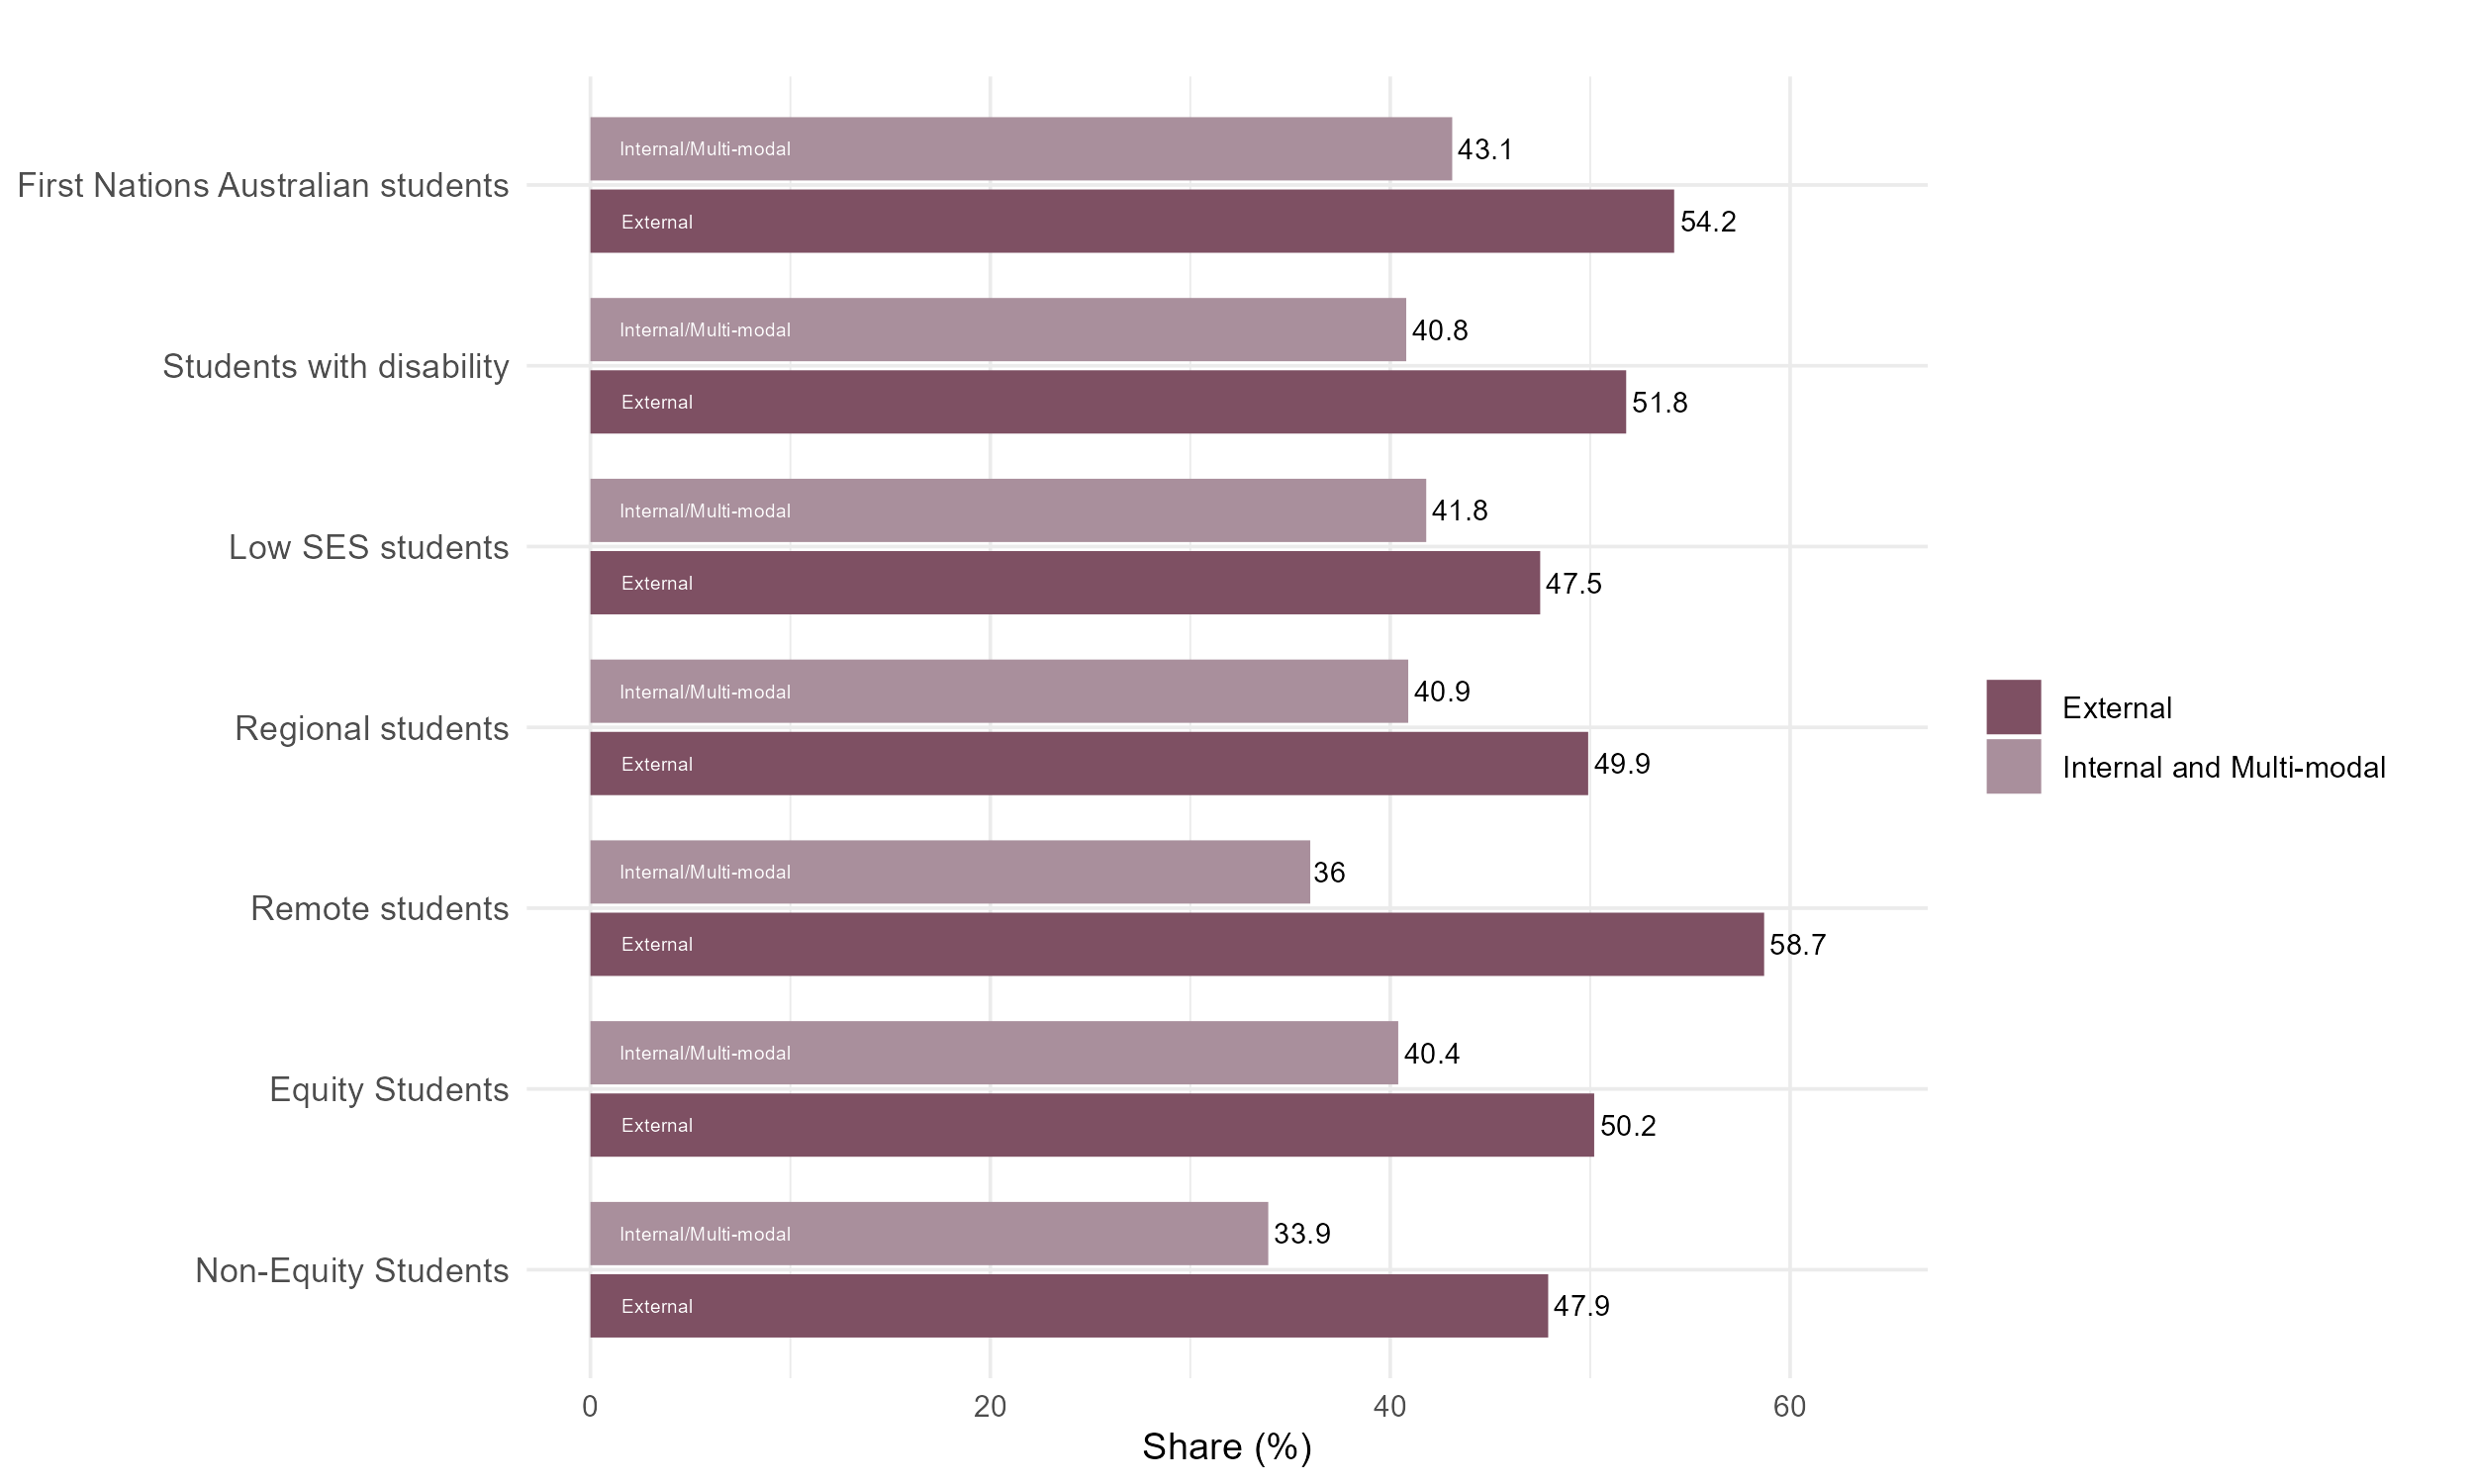 Internal/Multi-modal 43.1
First Nations Australian students
External 54.2
Internal/Multi-modal 40.8
Students with disability
External 51.8
Internal/Multi-modal 41.8
Low SES students
External 47.5
Internal/Multi-modal 40.9
Regional students
External 49.9
Internal/Multi-modal 36
Remote students
External 58.7
Internal/Multi-modal 40.4
Equity Students
External 50.2
Internal/Multi-modal 33.9
Non-Equity Students
External 47.9
0 20 40 60
Share (%)
External
Internal and Multi-modal